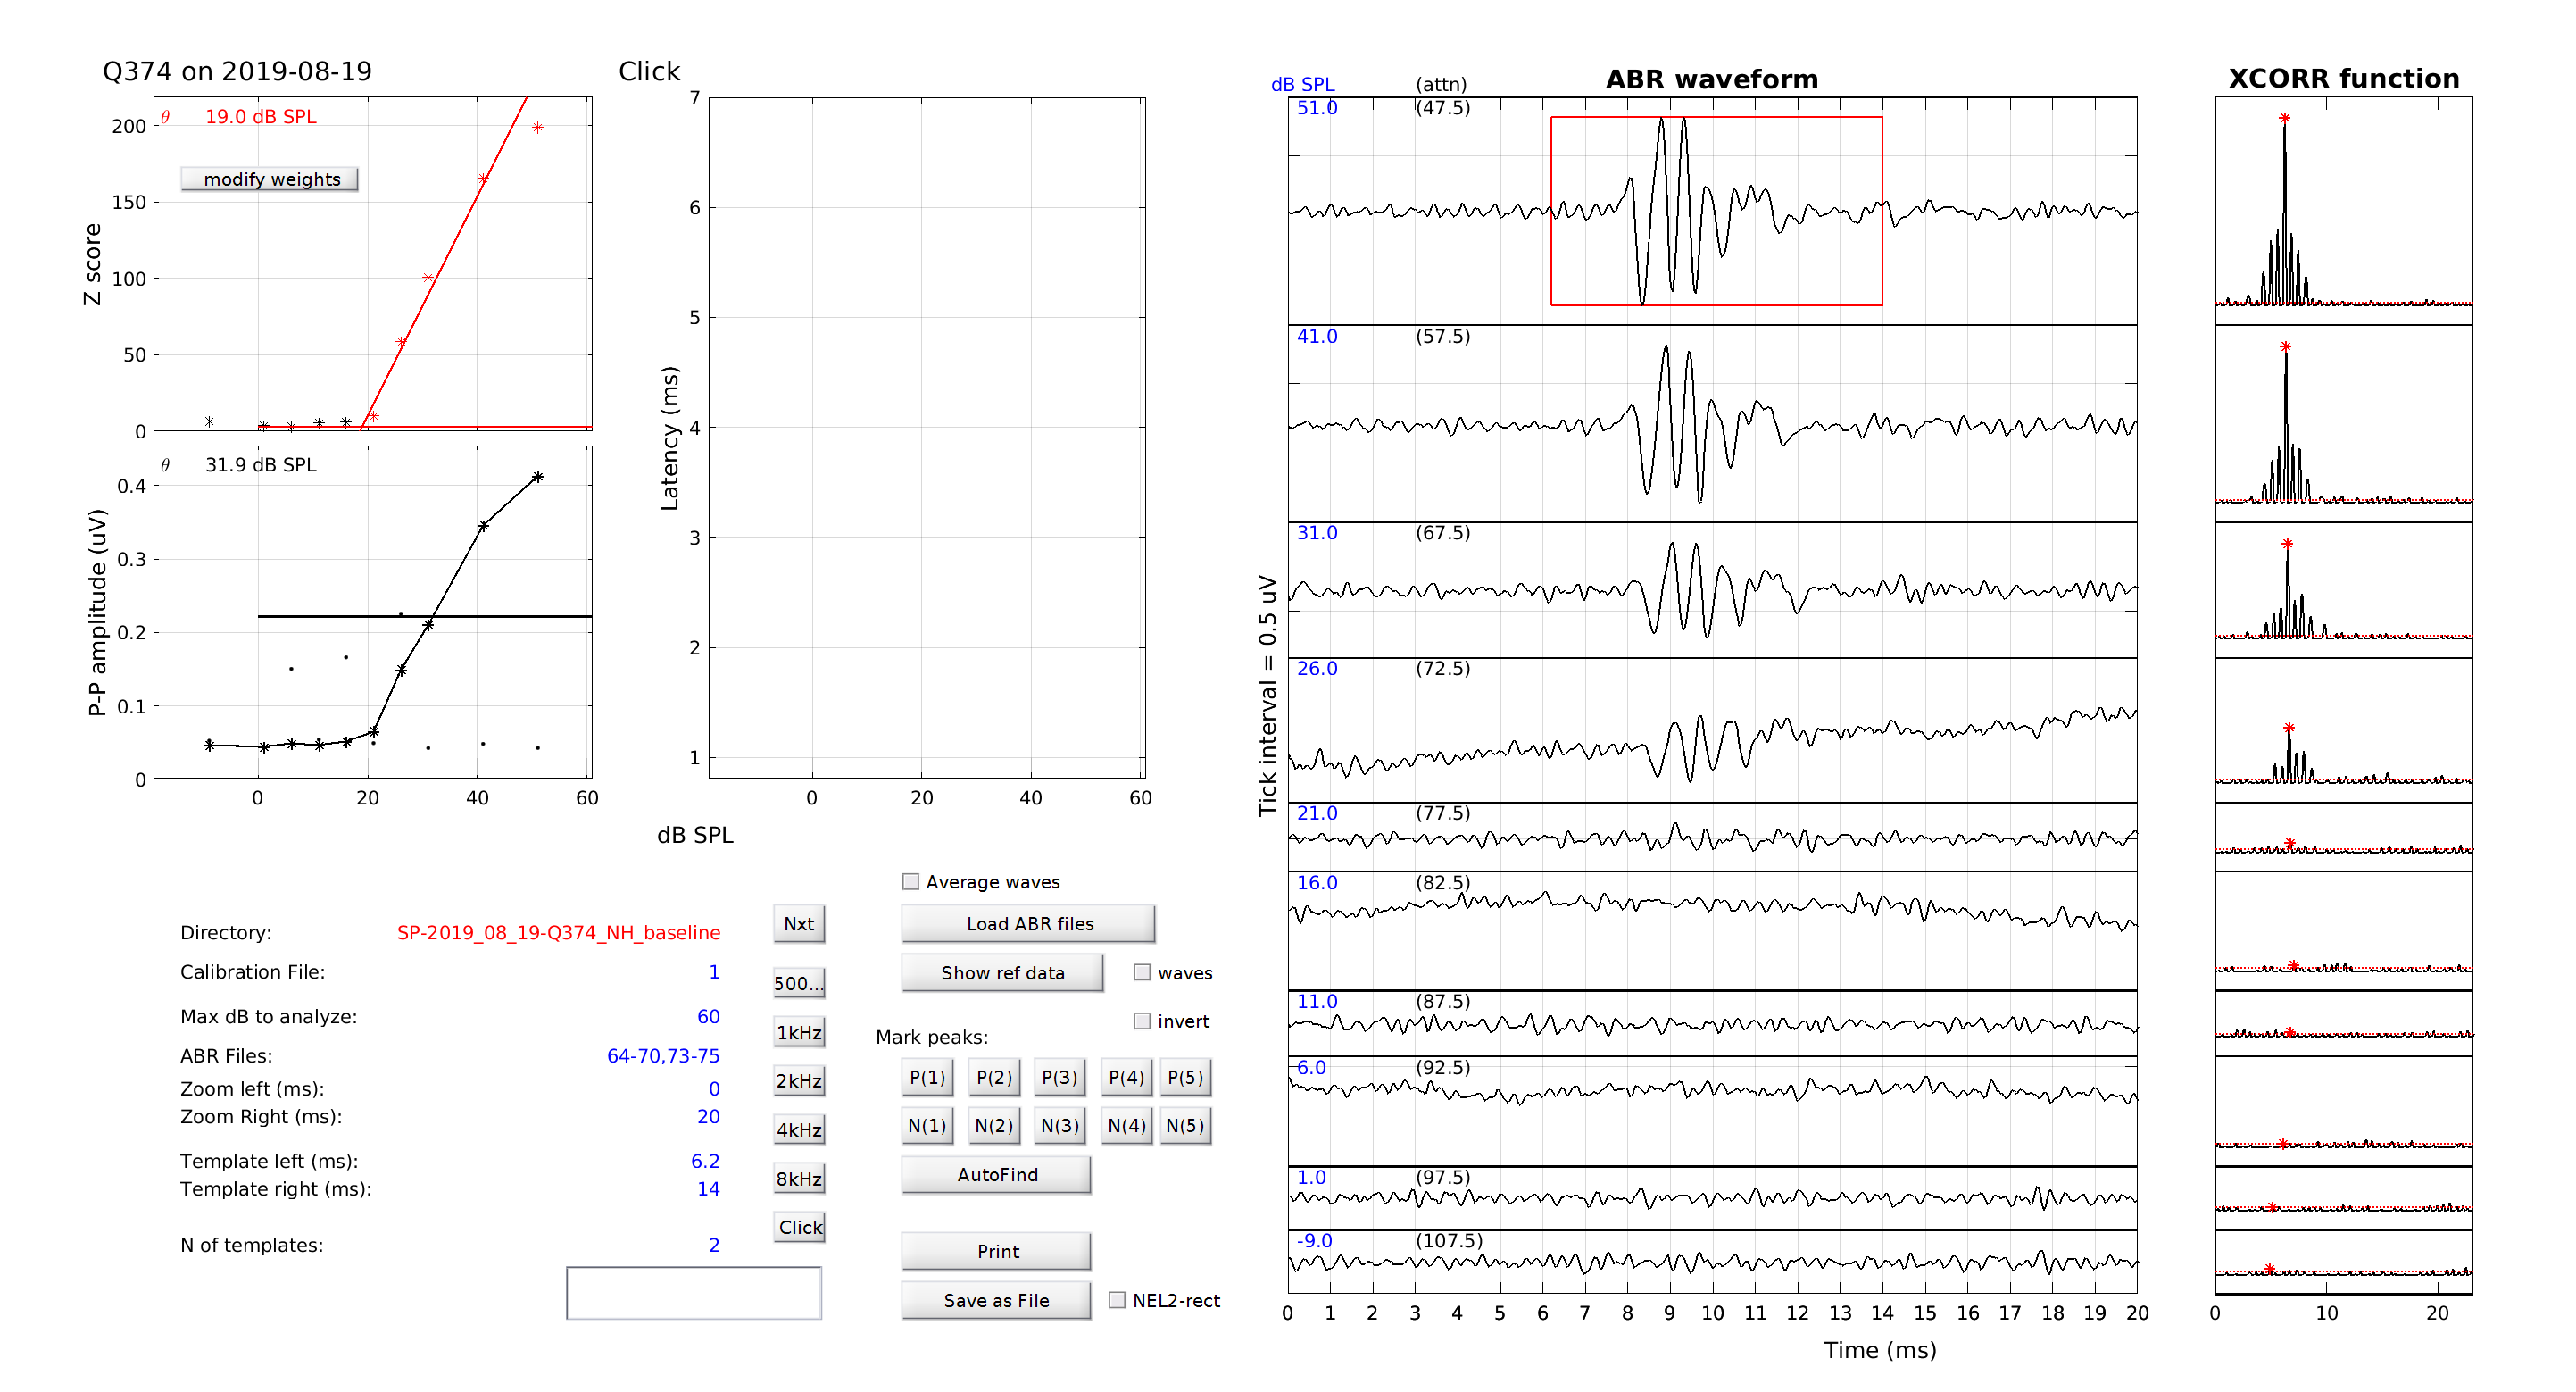 Q374 on 2019-08-19
θ 19.0 dB SPL
modify weights
Z score
200
150
100
50
0
θ 31.9 dB SPL
P-P amplitude (uV)
0.4
0.3
0.2
0.1
0
0 20 40 60
Click
Latency (ms)
7
6
5
4
3
2
1
0 20 40 60
dB SPL
Directory: SP-2019_08_19-Q374_NH_baseline
Calibration File: 1
Max dB to analyze: 60
ABR Files: 64-70,73-75
Zoom left (ms): 0
Zoom Right (ms): 20
Template left (ms): 6.2
Template right (ms): 14
N of templates: 2
Nxt
500...
1kHz
2kHz
4kHz
8kHz
Click
Average waves
Load ABR files
Show ref data
waves
invert
Mark peaks:
P(1) P(2) P(3) P(4) P(5)
N(1) N(2) N(3) N(4) N(5)
AutoFind
Print
Save as File
NEL2-rect
ABR waveform
dB SPL (attn)
51.0 (47.5)
41.0 (57.5)
31.0 (67.5)
26.0 (72.5)
21.0 (77.5)
16.0 (82.5)
11.0 (87.5)
6.0 (92.5)
1.0 (97.5)
-9.0 (107.5)
Tick interval = 0.5 uV
0 1 2 3 4 5 6 7 8 9 10 11 12 13 14 15 16 17 18 19 20
Time (ms)
XCORR function
0 10 20